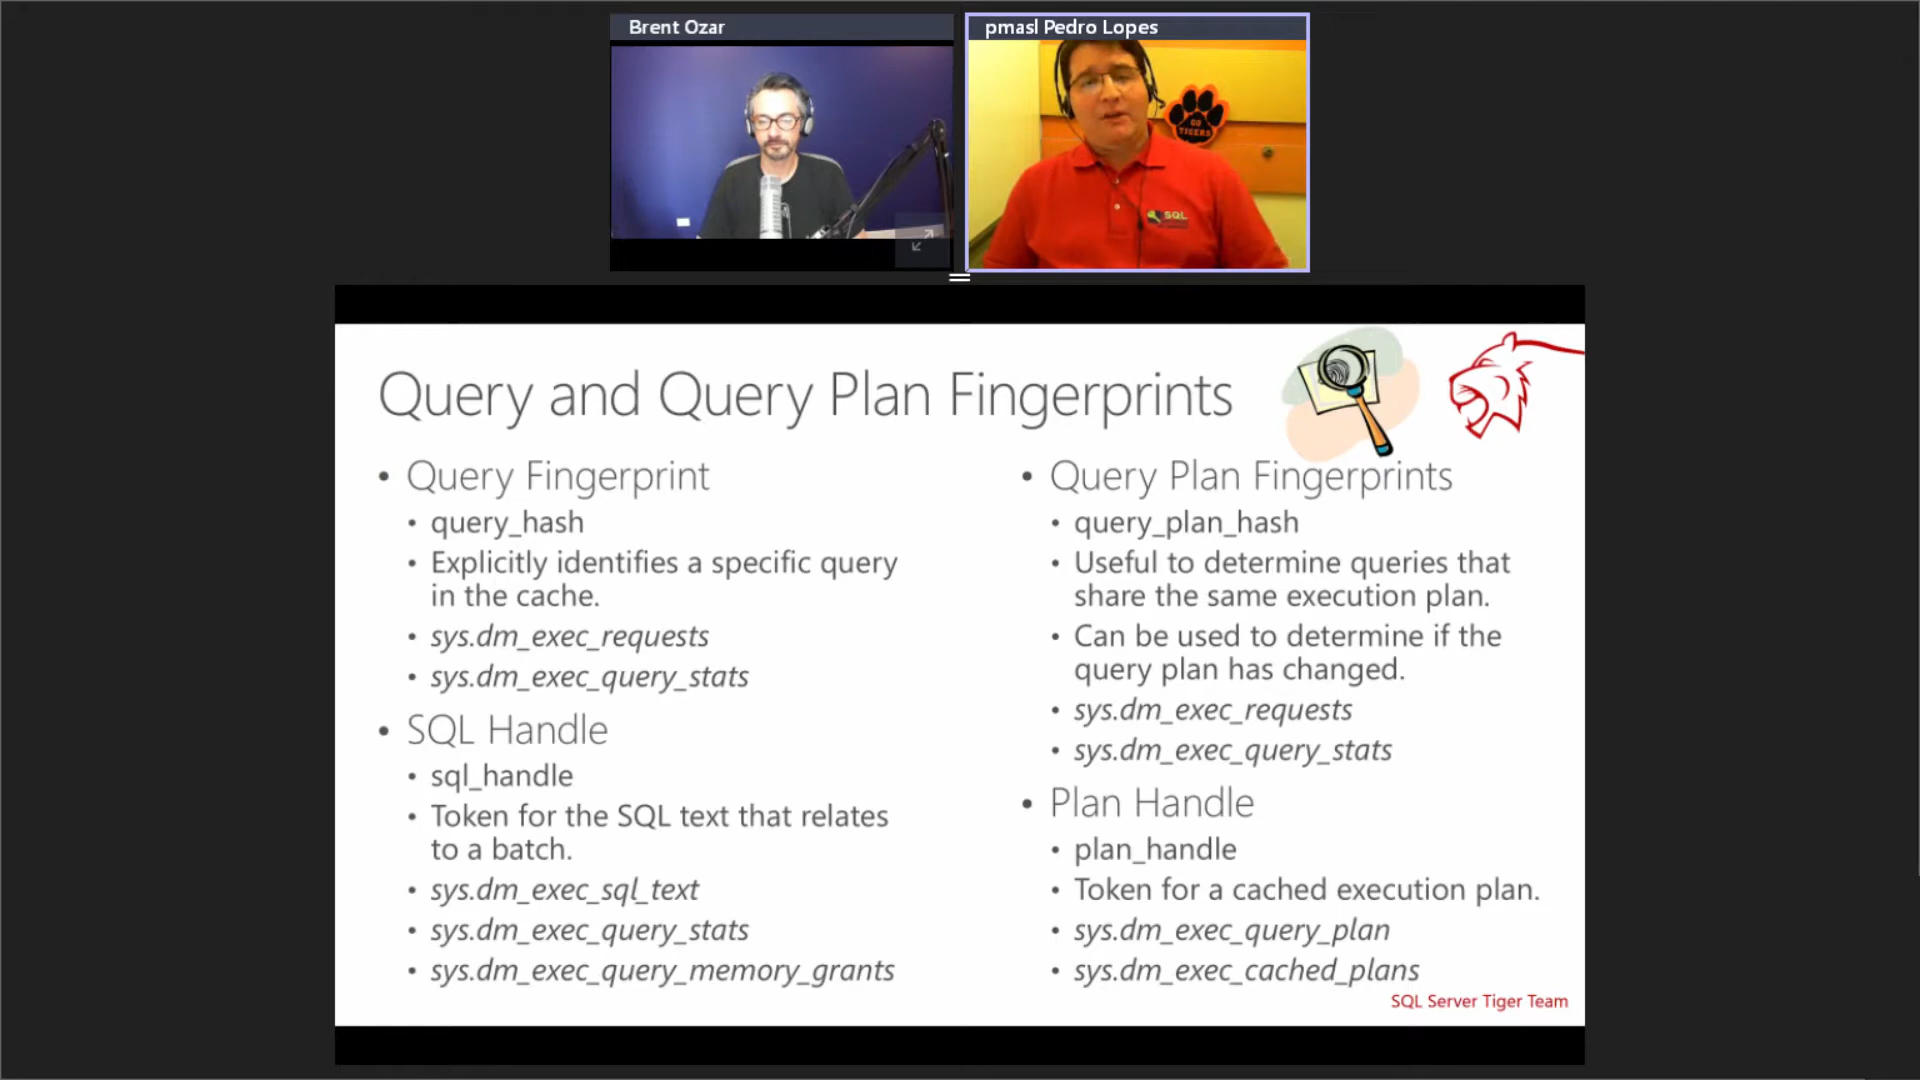 Brent Ozar
pmasl Pedro Lopes
GO
TIGERS
SQL
Query and Query Plan Fingerprints
• Query Fingerprint
• query_hash
• Explicitly identifies a specific query
in the cache.
• sys.dm_exec_requests
• sys.dm_exec_query_stats
• SQL Handle
• sql_handle
• Token for the SQL text that relates
to a batch.
• sys.dm_exec_sql_text
• sys.dm_exec_query_stats
• sys.dm_exec_query_memory_grants
• Query Plan Fingerprints
• query_plan_hash
• Useful to determine queries that
share the same execution plan.
• Can be used to determine if the
query plan has changed.
• sys.dm_exec_requests
• sys.dm_exec_query_stats
• Plan Handle
• plan_handle
• Token for a cached execution plan.
• sys.dm_exec_query_plan
• sys.dm_exec_cached_plans
SQL Server Tiger Team